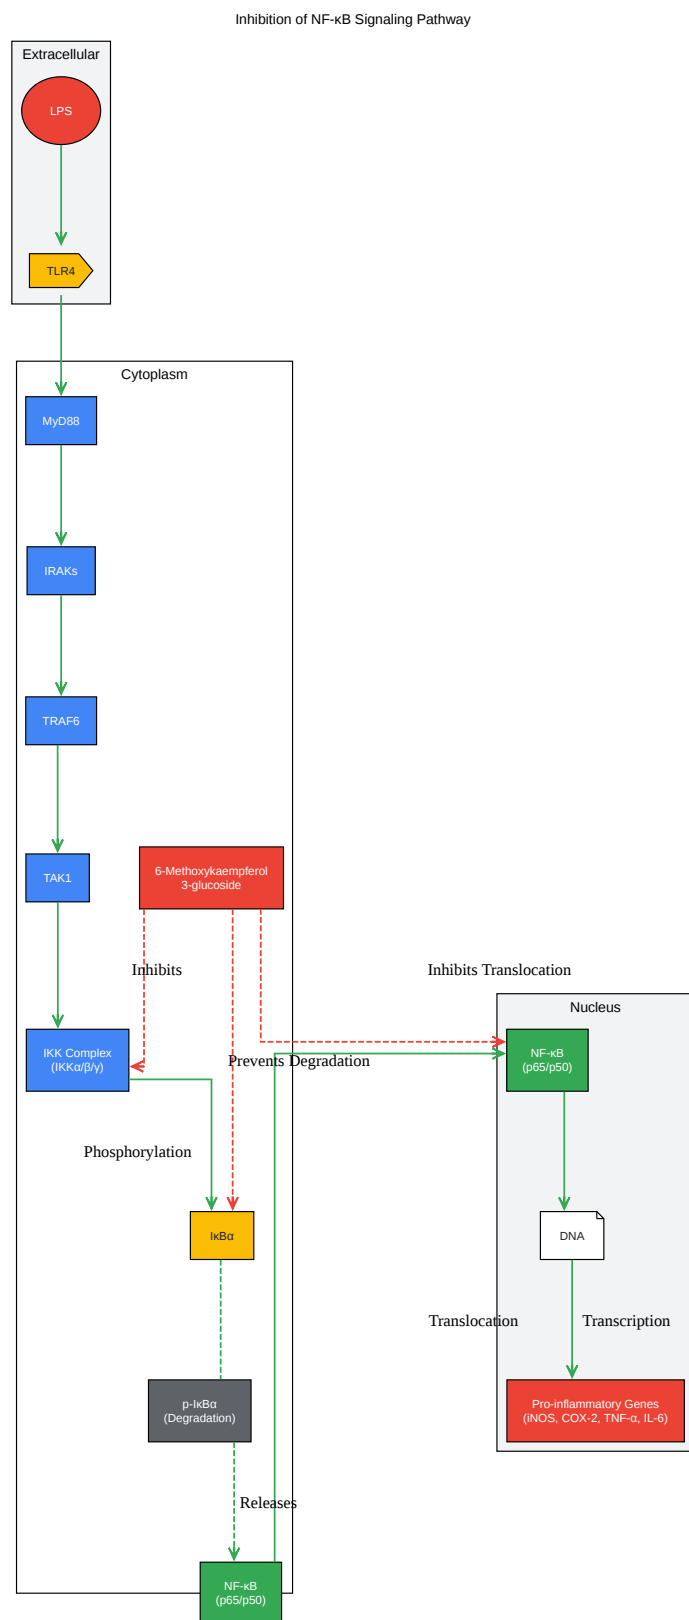 Inhibition of NF-κB Signaling Pathway
Extracellular
LPS
TLR4
Cytoplasm
MyD88
IRAKs
TRAF6
TAK1
6-Methoxykaempferol
3-glucoside
Inhibits
Inhibits Translocation
Nucleus
IKK Complex
(IKKα/β/γ)
NF-κB
(p65/p50)
Prevents Degradation
Phosphorylation
IκBα
DNA
Translocation
Transcription
p-IκBα
(Degradation)
Pro-inflammatory Genes
(iNOS, COX-2, TNF-α, IL-6)
Releases
NF-κB
(p65/p50)